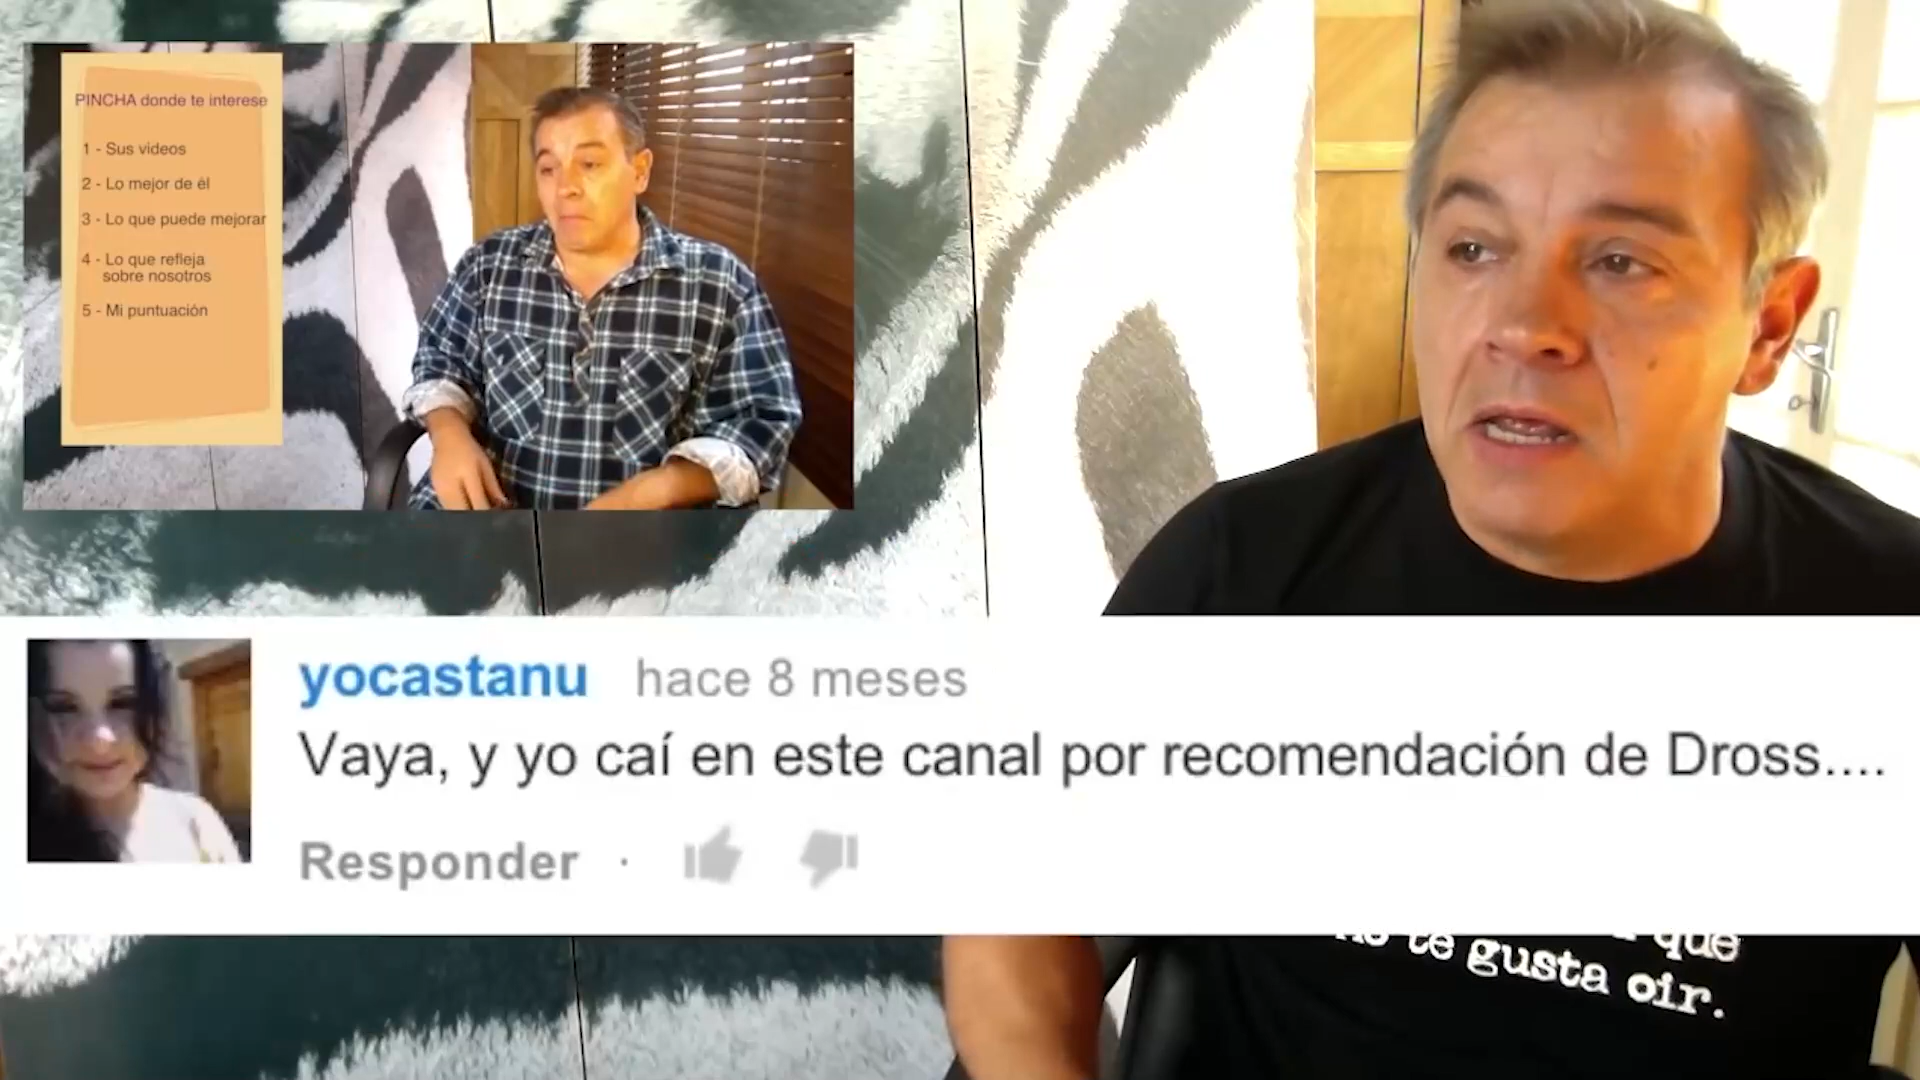 PINCHA donde te interese
1 - Sus videos
2 - Lo mejor de él
3 - Lo que puede mejorar
4 - Lo que refleja
sobre nosotros
5 - Mi puntuación
yocastanu hace 8 meses
Vaya, y yo caí en este canal por recomendación de Dross....
Responder ·
que
no te gusta oir.